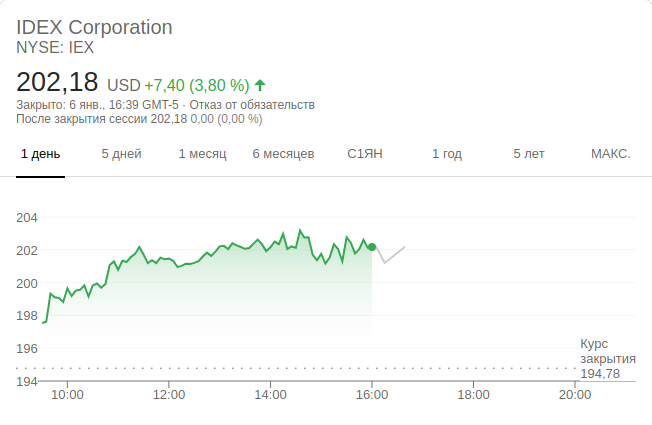 IDEX Corporation
NYSE: IEX
202,18 USD +7,40 (3,80 %)
Закрыто: 6 янв., 16:39 GMT-5 · Отказ от обязательств
После закрытия сессии 202,18 0,00 (0,00 %)
1 день 5 дней 1 месяц 6 месяцев С1ЯН 1 год 5 лет МАКС.
204
202
200
198
196
194
Курс
закрытия
194,78
10:00 12:00 14:00 16:00 18:00 20:00